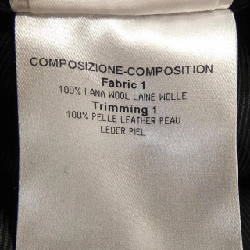 COMPOSIZIONE-COMPOSITION
Fabric 1
100% LANA WOOL LAINE WOLLE
Trimming 1
100% PELLE LEATHER PEAU
LEDER PIEL